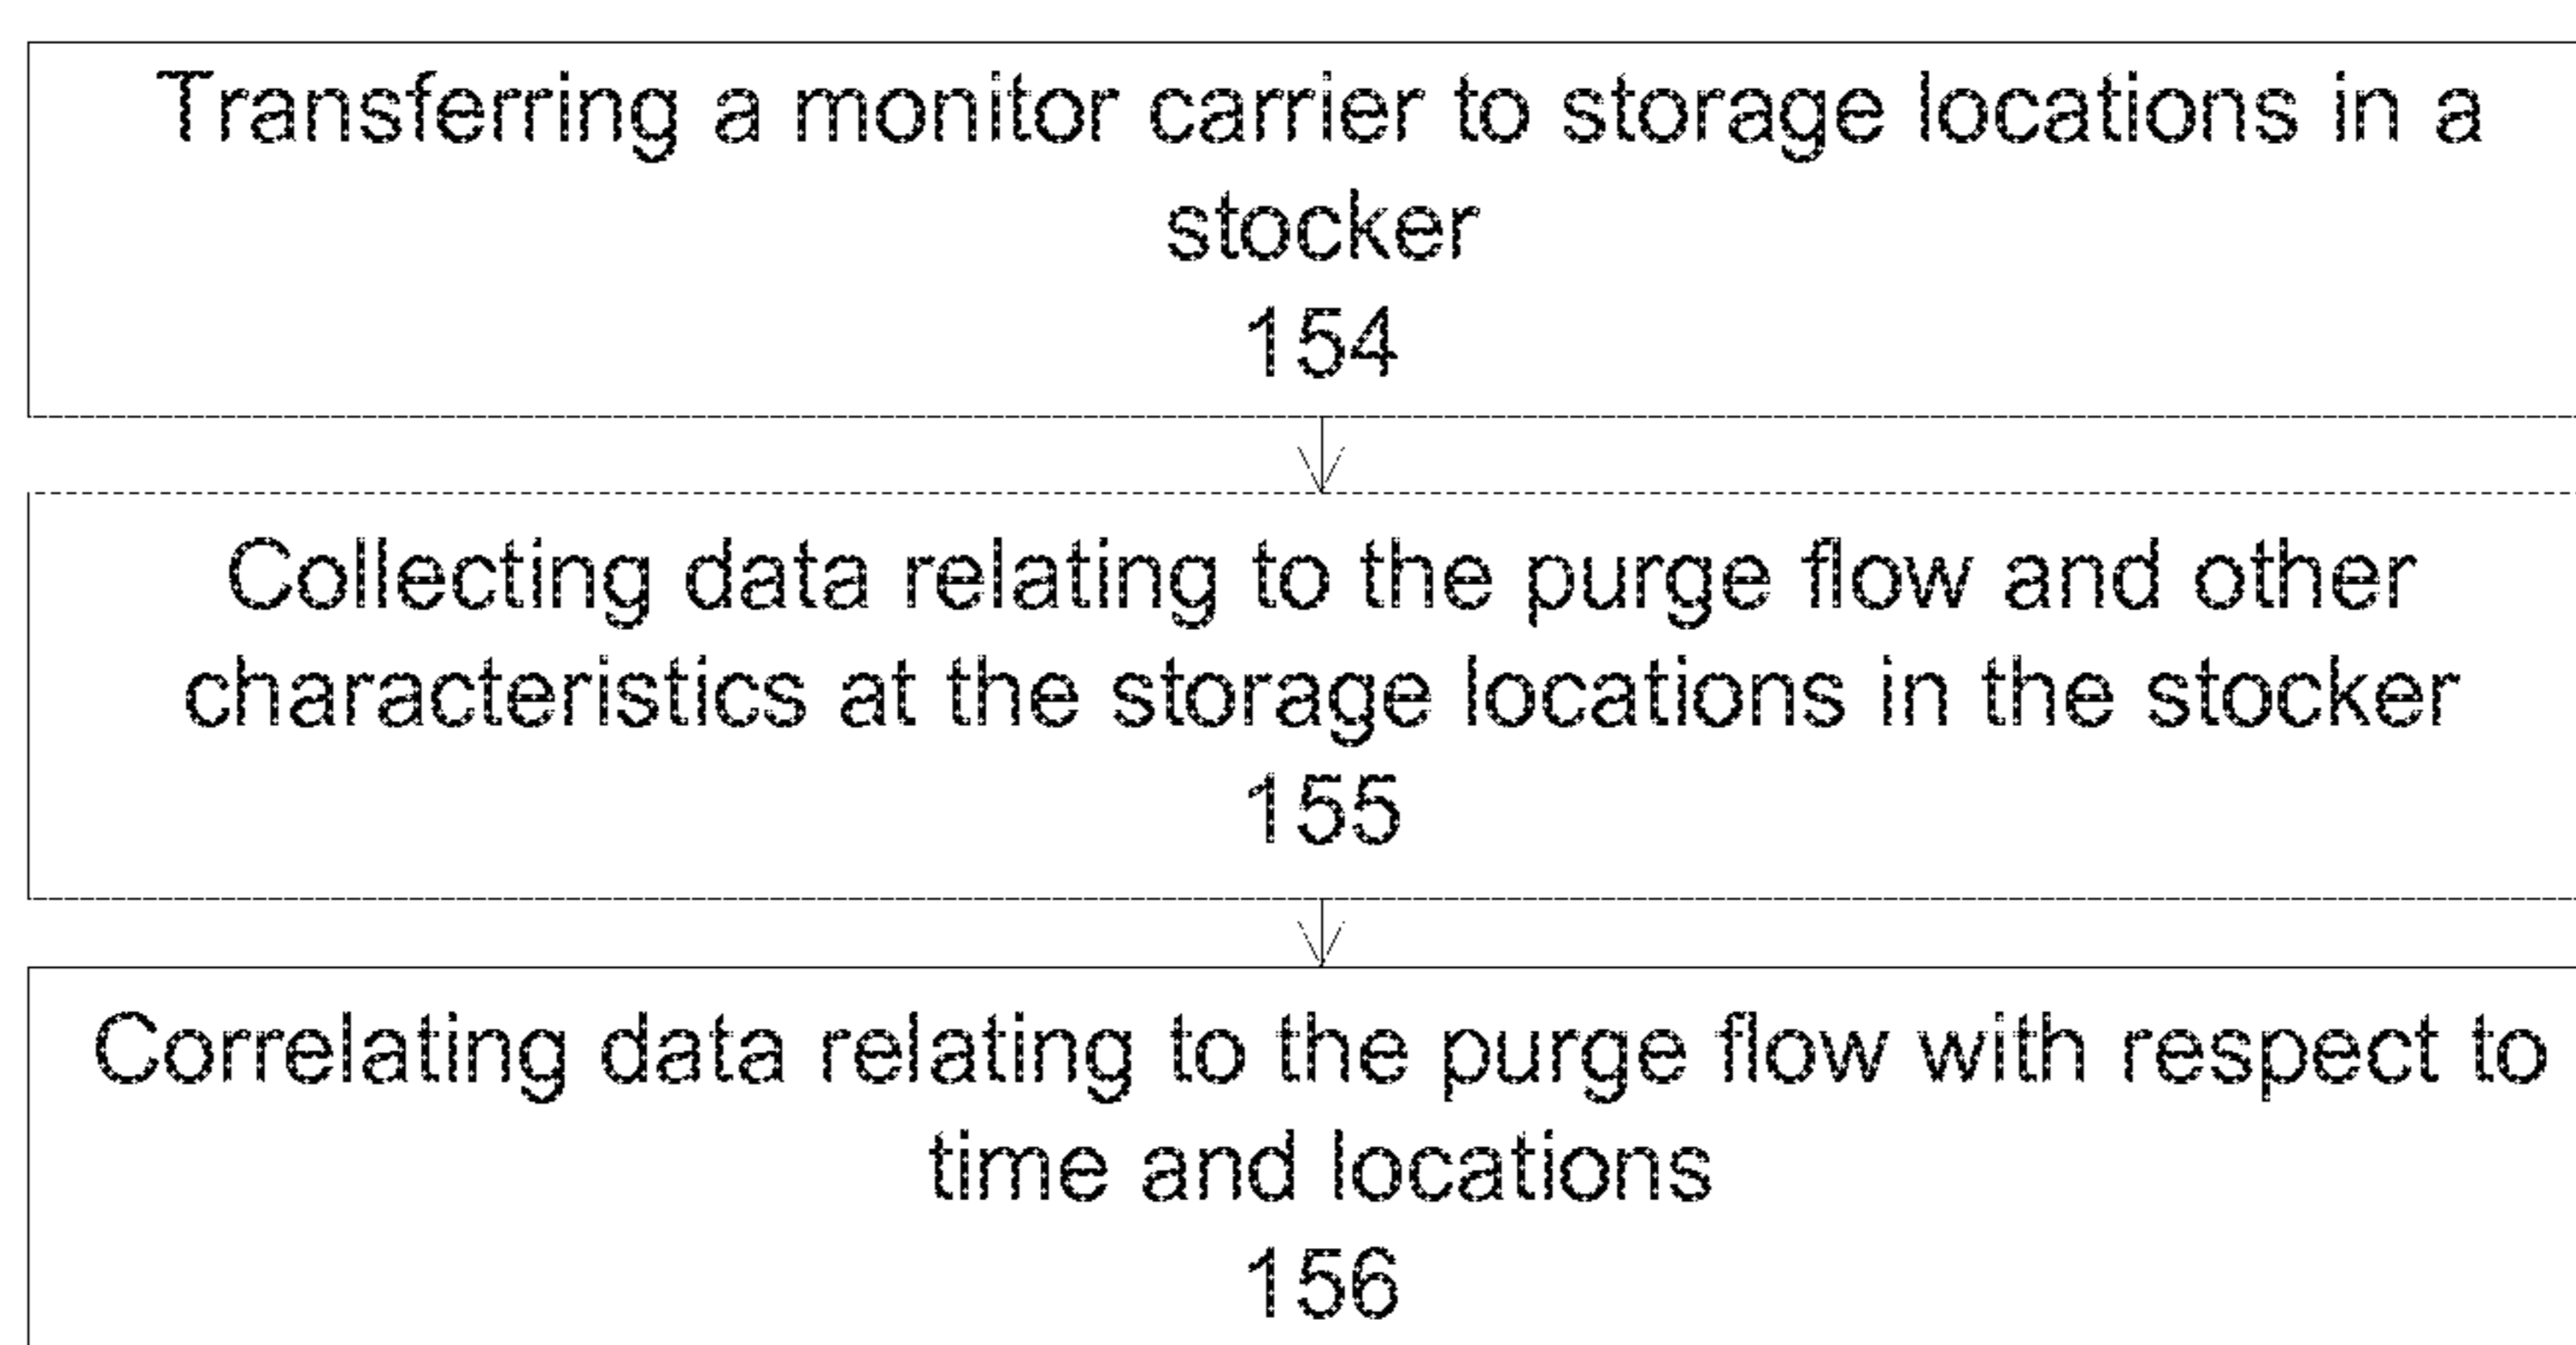 Transferring a monitor carrier to storage locations in a
stocker
154
Collecting data relating to the purge flow and other
characteristics at the storage locations in the stocker
155
Correlating data relating to the purge flow with respect to
time and locations
156